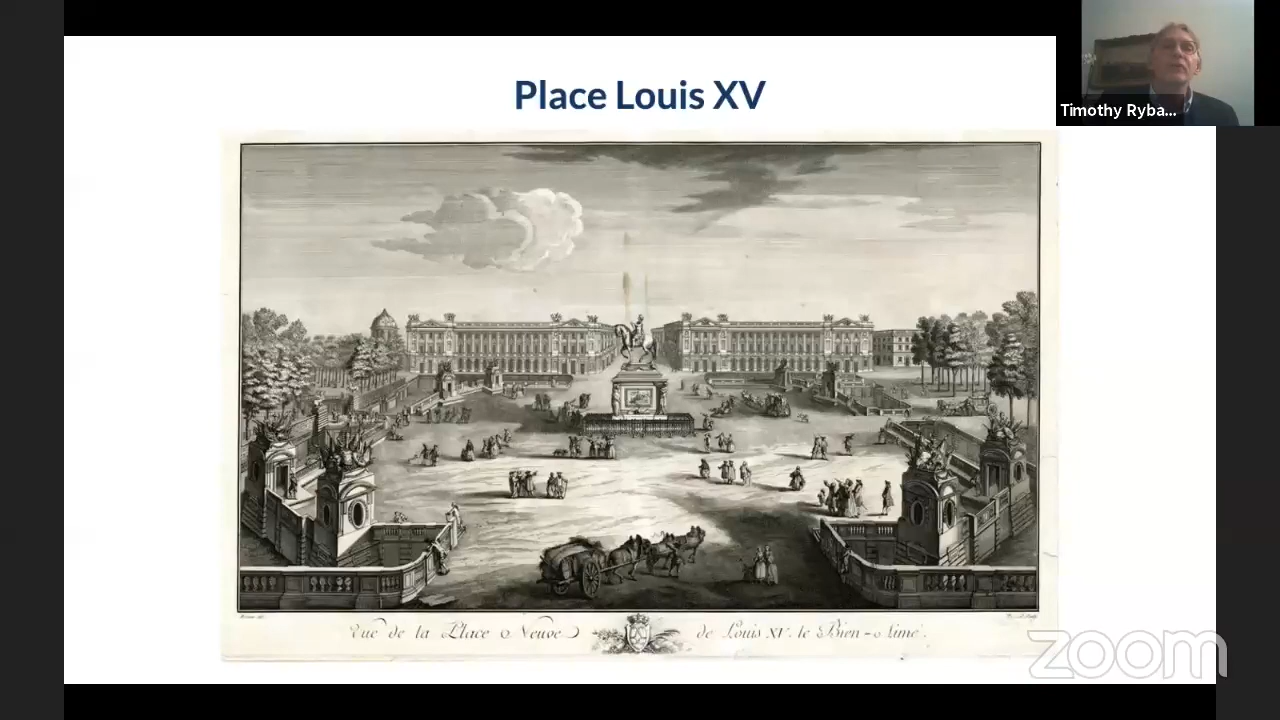 Place Louis XV
Timothy Ryba...
Vue de la Place Neuve de Louis XV. le Bien-Aimé.
zoom